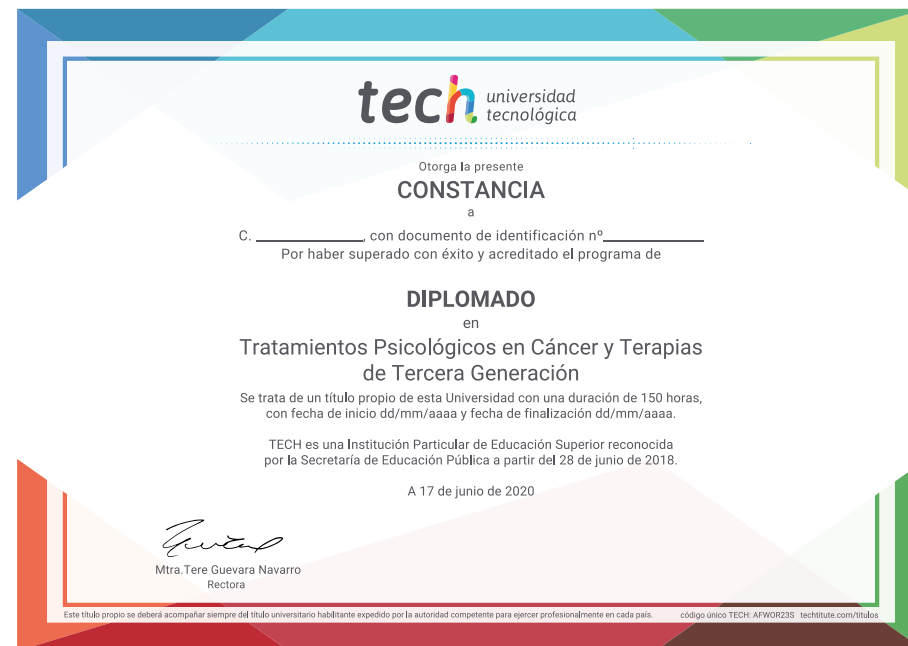 tech universidad
tecnológica
Otorga la presente
CONSTANCIA
a
C. ______________, con documento de identificación nº_____________
Por haber superado con éxito y acreditado el programa de
DIPLOMADO
en
Tratamientos Psicológicos en Cáncer y Terapias
de Tercera Generación
Se trata de un título propio de esta Universidad con una duración de 150 horas,
con fecha de inicio dd/mm/aaaa y fecha de finalización dd/mm/aaaa.
TECH es una Institución Particular de Educación Superior reconocida
por la Secretaría de Educación Pública a partir del 28 de junio de 2018.
A 17 de junio de 2020
Mtra.Tere Guevara Navarro
Rectora
Este título propio se deberá acompañar siempre del título universitario habilitante expedido por la autoridad competente para ejercer profesionalmente en cada país. código único TECH: AFWOR23S techtitute.com/titulos